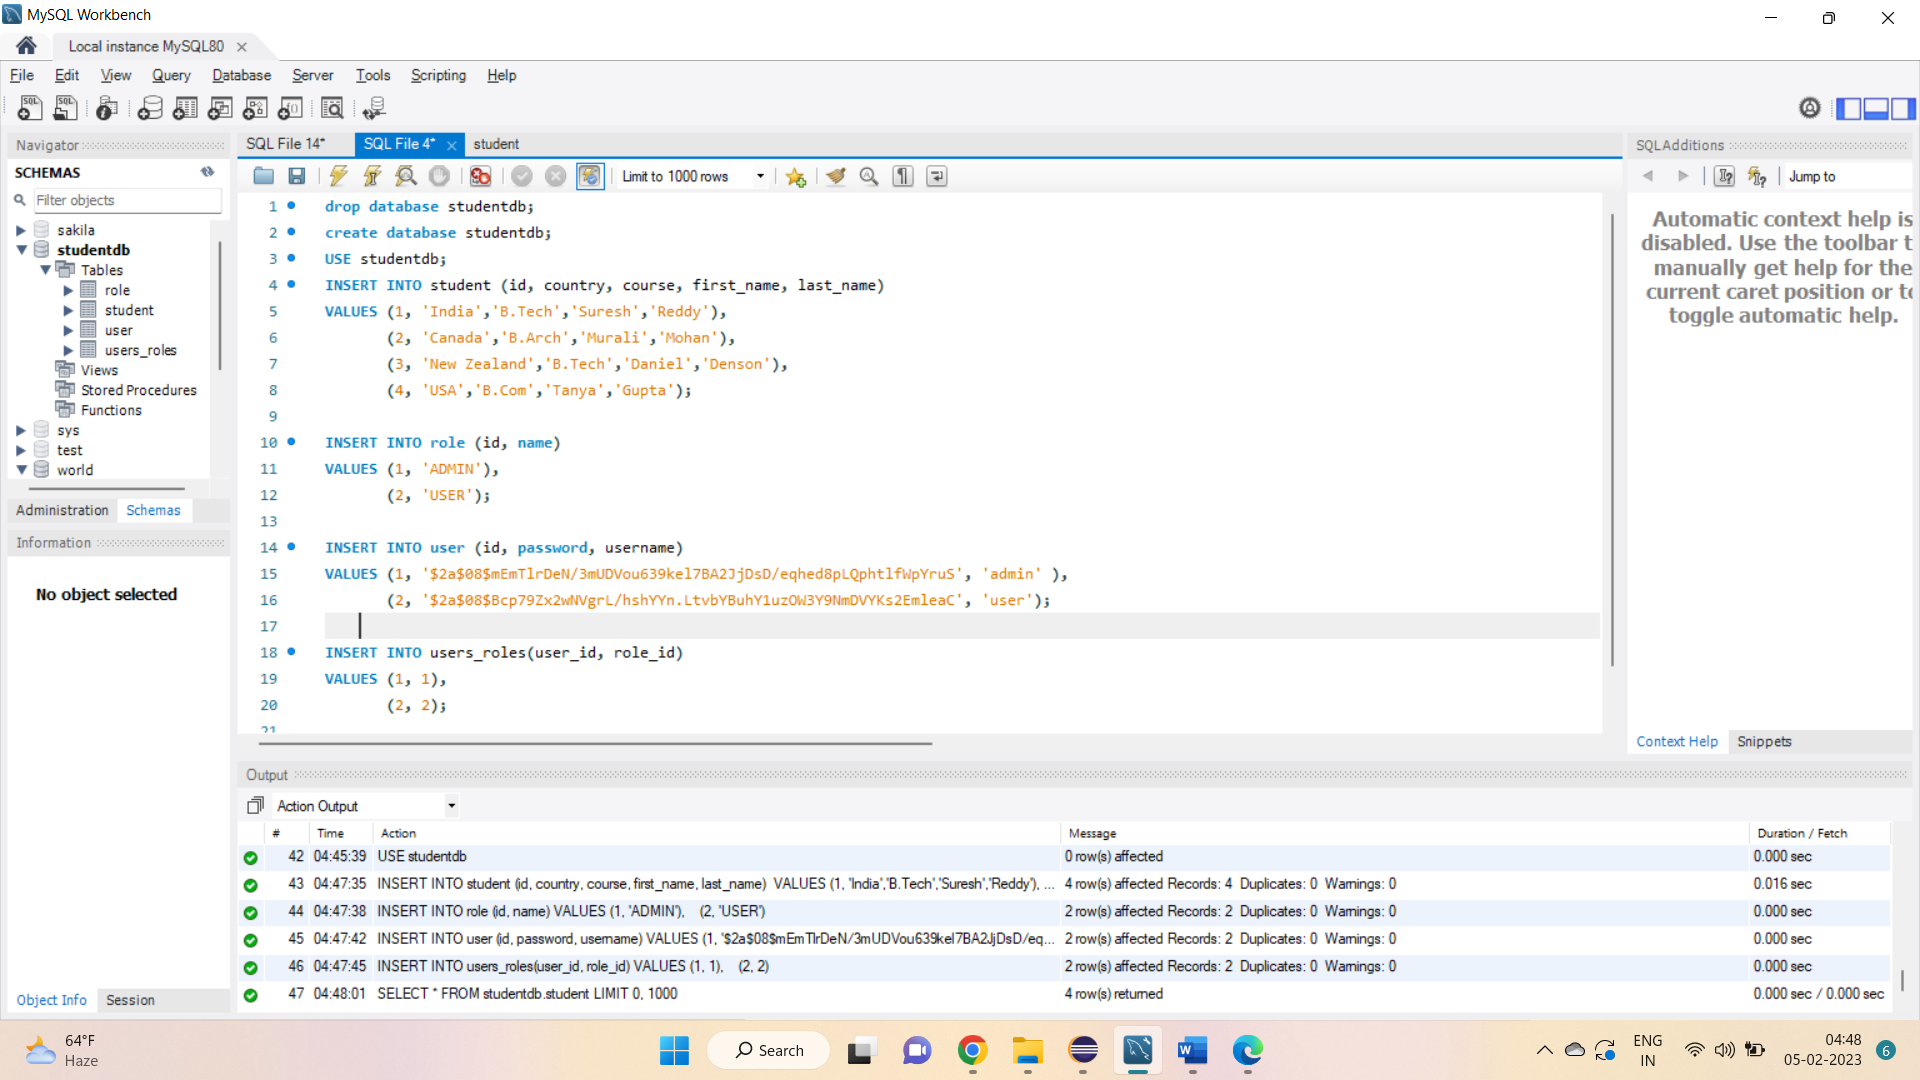 MySQL Workbench
Local instance MySQL80
File Edit View Query Database Server Tools Scripting Help
Navigator
SCHEMAS
Filter objects
sakila
studentdb
Tables
role
student
user
users_roles
Views
Stored Procedures
Functions
sys
test
world
Administration Schemas
Information
No object selected
Object Info Session
SQL File 14* SQL File 4* student
Limit to 1000 rows
1 drop database studentdb;
2 create database studentdb;
3 USE studentdb;
4 INSERT INTO student (id, country, course, first_name, last_name)
5 VALUES (1, 'India','B.Tech','Suresh','Reddy'),
6 (2, 'Canada','B.Arch','Murali','Mohan'),
7 (3, 'New Zealand','B.Tech','Daniel','Denson'),
8 (4, 'USA','B.Com','Tanya','Gupta');
9
10 INSERT INTO role (id, name)
11 VALUES (1, 'ADMIN'),
12 (2, 'USER');
13
14 INSERT INTO user (id, password, username)
15 VALUES (1, '$2a$08$mEmTlrDeN/3mUDVou639kel7BA2JjDsD/eqhed8pLQphtlfWpYruS', 'admin' ),
16 (2, '$2a$08$Bcp79Zx2wNVgrL/hshYYn.LtvbYBuhY1uzOW3Y9NmDVYKs2EmleaC', 'user');
17
18 INSERT INTO users_roles(user_id, role_id)
19 VALUES (1, 1),
20 (2, 2);
21
SQLAdditions
Jump to
Automatic context help is
disabled. Use the toolbar t
manually get help for the
current caret position or to
toggle automatic help.
Context Help Snippets
Output
Action Output
# Time Action Message Duration / Fetch
42 04:45:39 USE studentdb 0 row(s) affected 0.000 sec
43 04:47:35 INSERT INTO student (id, country, course, first_name, last_name) VALUES (1, 'India','B.Tech','Suresh','Reddy'), ... 4 row(s) affected Records: 4 Duplicates: 0 Warnings: 0 0.016 sec
44 04:47:38 INSERT INTO role (id, name) VALUES (1, 'ADMIN'), (2, 'USER') 2 row(s) affected Records: 2 Duplicates: 0 Warnings: 0 0.000 sec
45 04:47:42 INSERT INTO user (id, password, username) VALUES (1, '$2a$08$mEmTlrDeN/3mUDVou639kel7BA2JjDsD/eq... 2 row(s) affected Records: 2 Duplicates: 0 Warnings: 0 0.000 sec
46 04:47:45 INSERT INTO users_roles(user_id, role_id) VALUES (1, 1), (2, 2) 2 row(s) affected Records: 2 Duplicates: 0 Warnings: 0 0.000 sec
47 04:48:01 SELECT * FROM studentdb.student LIMIT 0, 1000 4 row(s) returned 0.000 sec / 0.000 sec
64°F
Haze
Search
ENG
IN
04:48
05-02-2023
6